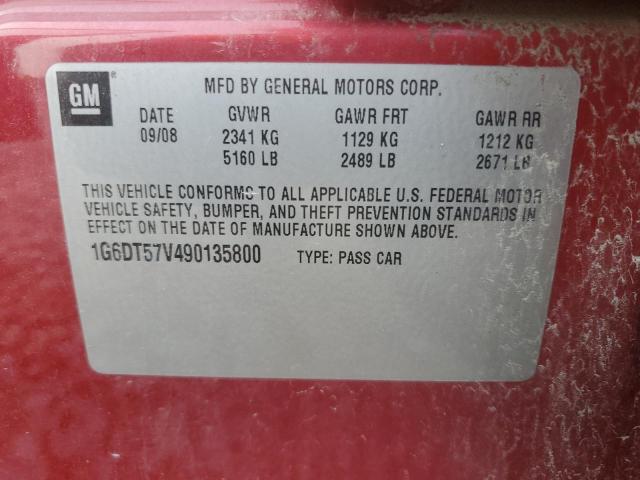 GM
MFD BY GENERAL MOTORS CORP.
DATE GVWR GAWR FRT GAWR RR
09/08 2341 KG 1129 KG 1212 KG
5160 LB 2489 LB 2671 LB
THIS VEHICLE CONFORMS TO ALL APPLICABLE U.S. FEDERAL MOTOR
VEHICLE SAFETY, BUMPER, AND THEFT PREVENTION STANDARDS IN
EFFECT ON THE DATE OF MANUFACTURE SHOWN ABOVE.
1G6DT57V490135800 TYPE: PASS CAR